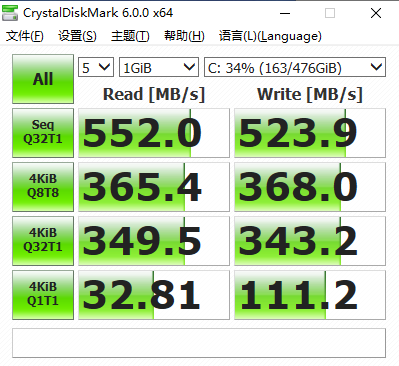 CrystalDiskMark 6.0.0 x64
文件(F) 设置(S) 主题(T) 帮助(H) 语言(L)(Language)
All 5 1GiB C: 34% (163/476GiB)
Read [MB/s] Write [MB/s]
Seq
Q32T1 552.0 523.9
4KiB
Q8T8 365.4 368.0
4KiB
Q32T1 349.5 343.2
4KiB
Q1T1 32.81 111.2